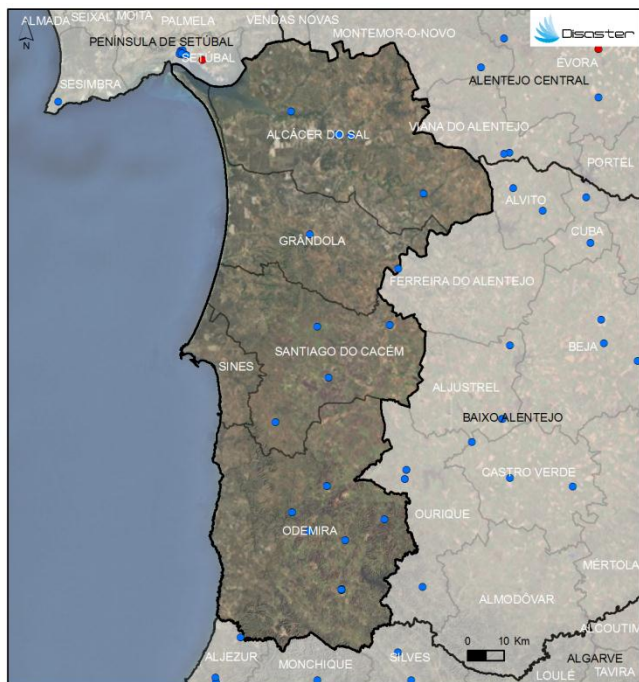 ALMADA SEIXAL MOITA PALMELA VENDAS NOVAS
MONTEMOR-O-NOVO
Disaster
N
PENÍNSULA DE SETÚBAL
SETÚBAL
ÉVORA
ALENTEJO CENTRAL
SESIMBRA
ALCÁCER DO SAL
VIANA DO ALENTEJO
PORTEL
ALVITO
CUBA
GRÂNDOLA
FERREIRA DO ALENTEJO
BEJA
SANTIAGO DO CACÉM
SINES
ALJUSTREL
BAIXO ALENTEJO
CASTRO VERDE
OURIQUE
ODEMIRA
MÉRTOLA
ALMODÔVAR
ALCOUTIM
0 10 Km
ALJEZUR
MONCHIQUE
SILVES
ALGARVE
LOULÉ
TAVIRA